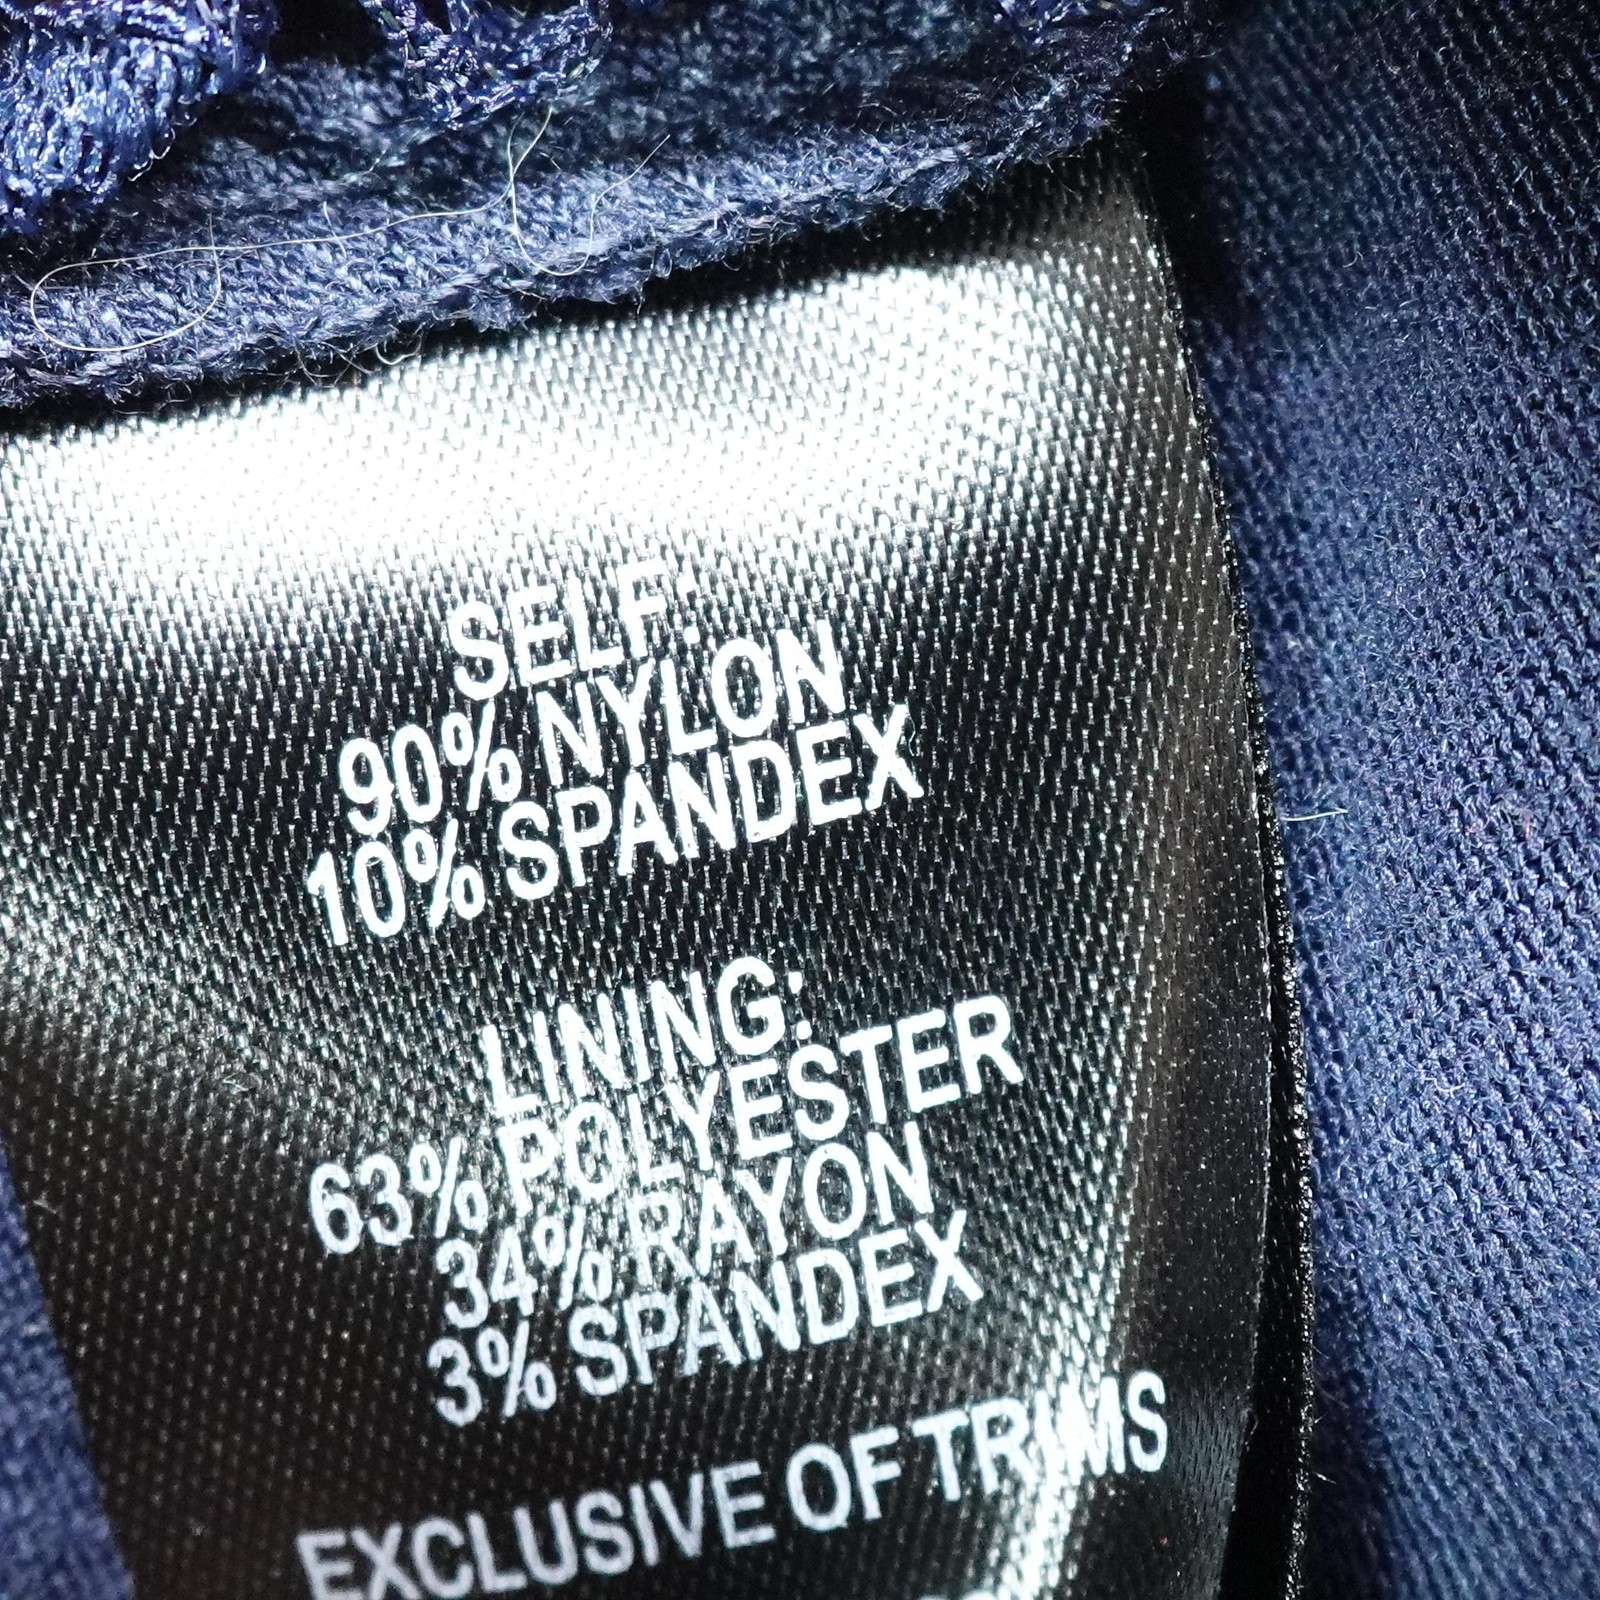 SELF:
90% NYLON
10% SPANDEX
LINING:
63% POLYESTER
34% RAYON
3% SPANDEX
EXCLUSIVE OF TRIMS